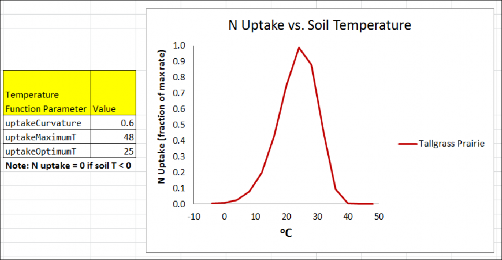 Temperature
Function Parameter Value
uptakeCurvature 0.6
uptakeMaximumT 48
uptakeOptimumT 25
Note: N uptake = 0 if soil T < 0
N Uptake vs. Soil Temperature
N Uptake (fraction of max rate)
1.0
0.9
0.8
0.7
0.6
0.5
0.4
0.3
0.2
0.1
0.0
-10 0 10 20 30 40 50
°C
Tallgrass Prairie